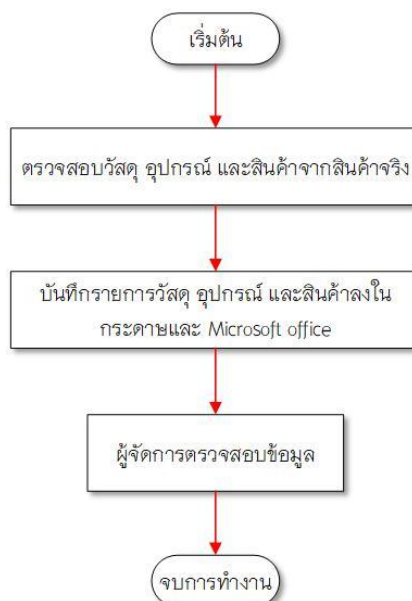 เริ่มต้น
ตรวจสอบวัสดุ อุปกรณ์ และสินค้าจากสินค้าจริง
บันทึกรายการวัสดุ อุปกรณ์ และสินค้าลงใน
กระดาษและ Microsoft office
ผู้จัดการตรวจสอบข้อมูล
จบการทำงาน